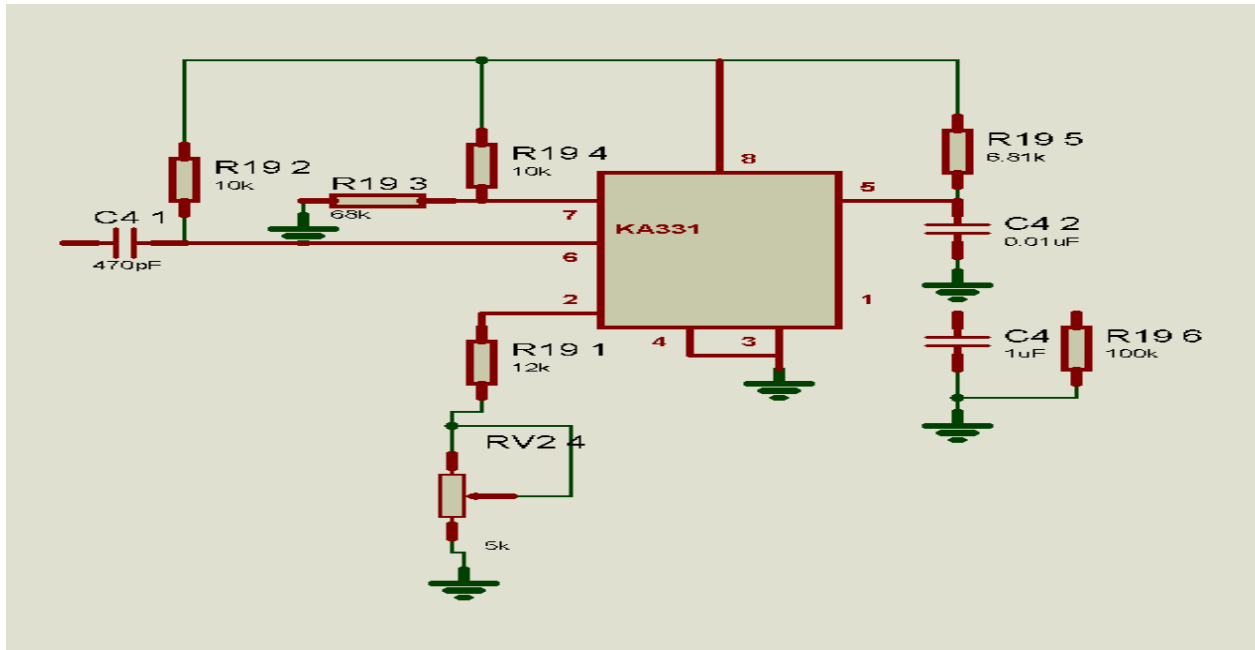 8
R19 5
6.81k
R19 4
10k
R19 2
10k
R19 3
68k
5
7
KA331
C4 1
470pF
C4 2
0.01uF
6
2
1
4
3
C4
1uF
R19 6
100k
R19 1
12k
RV2 4
5k